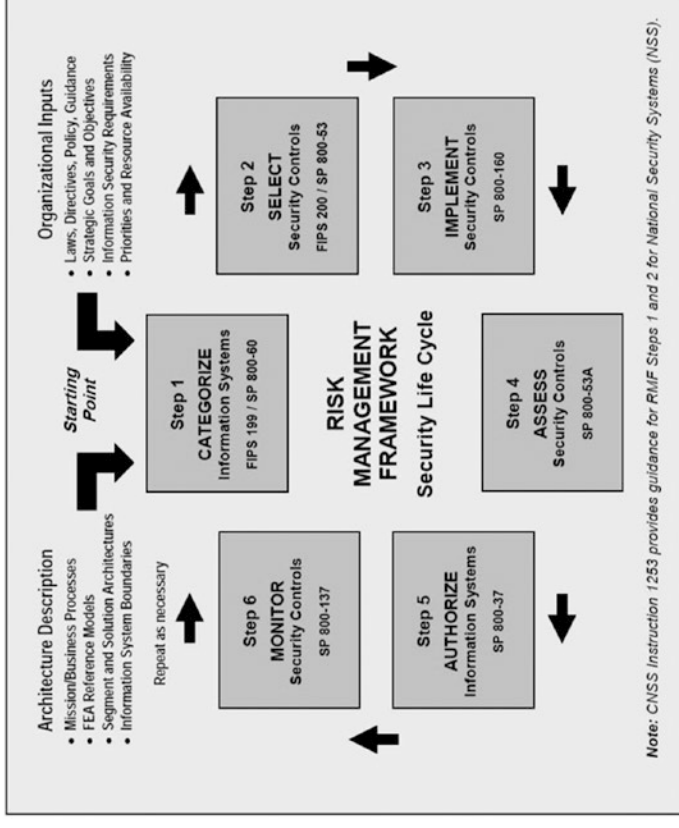 Architecture Description
• Mission/Business Processes
• FEA Reference Models
• Segment and Solution Architectures
• Information System Boundaries
Starting
Point
Organizational Inputs
• Laws, Directives, Policy, Guidance
• Strategic Goals and Objectives
• Information Security Requirements
• Priorities and Resource Availability
Repeat as necessary
Step 1
CATEGORIZE
Information Systems
FIPS 199 / SP 800-60
Step 2
SELECT
Security Controls
FIPS 200 / SP 800-53
Step 3
IMPLEMENT
Security Controls
SP 800-160
Step 4
ASSESS
Security Controls
SP 800-53A
Step 5
AUTHORIZE
Information Systems
SP 800-37
Step 6
MONITOR
Security Controls
SP 800-137
RISK
MANAGEMENT
FRAMEWORK
Security Life Cycle
Note: CNSS Instruction 1253 provides guidance for RMF Steps 1 and 2 for National Security Systems (NSS).